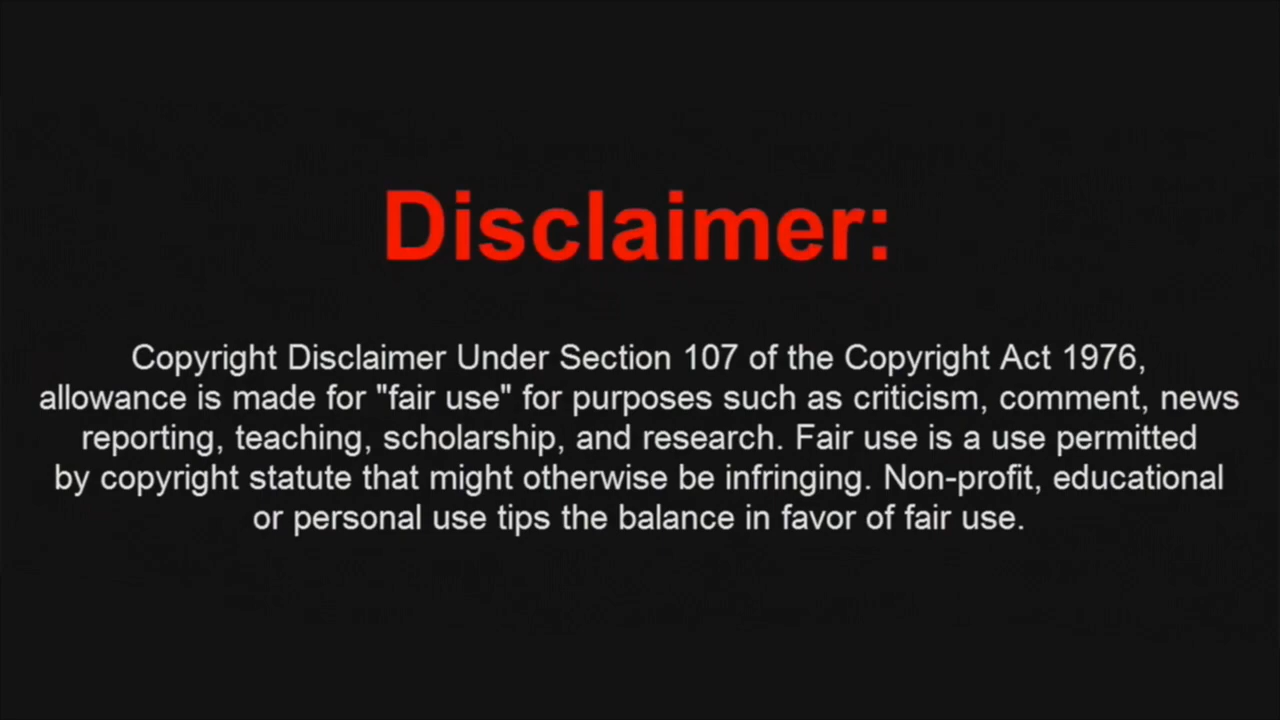 Disclaimer:
Copyright Disclaimer Under Section 107 of the Copyright Act 1976,
allowance is made for "fair use" for purposes such as criticism, comment, news
reporting, teaching, scholarship, and research. Fair use is a use permitted
by copyright statute that might otherwise be infringing. Non-profit, educational
or personal use tips the balance in favor of fair use.